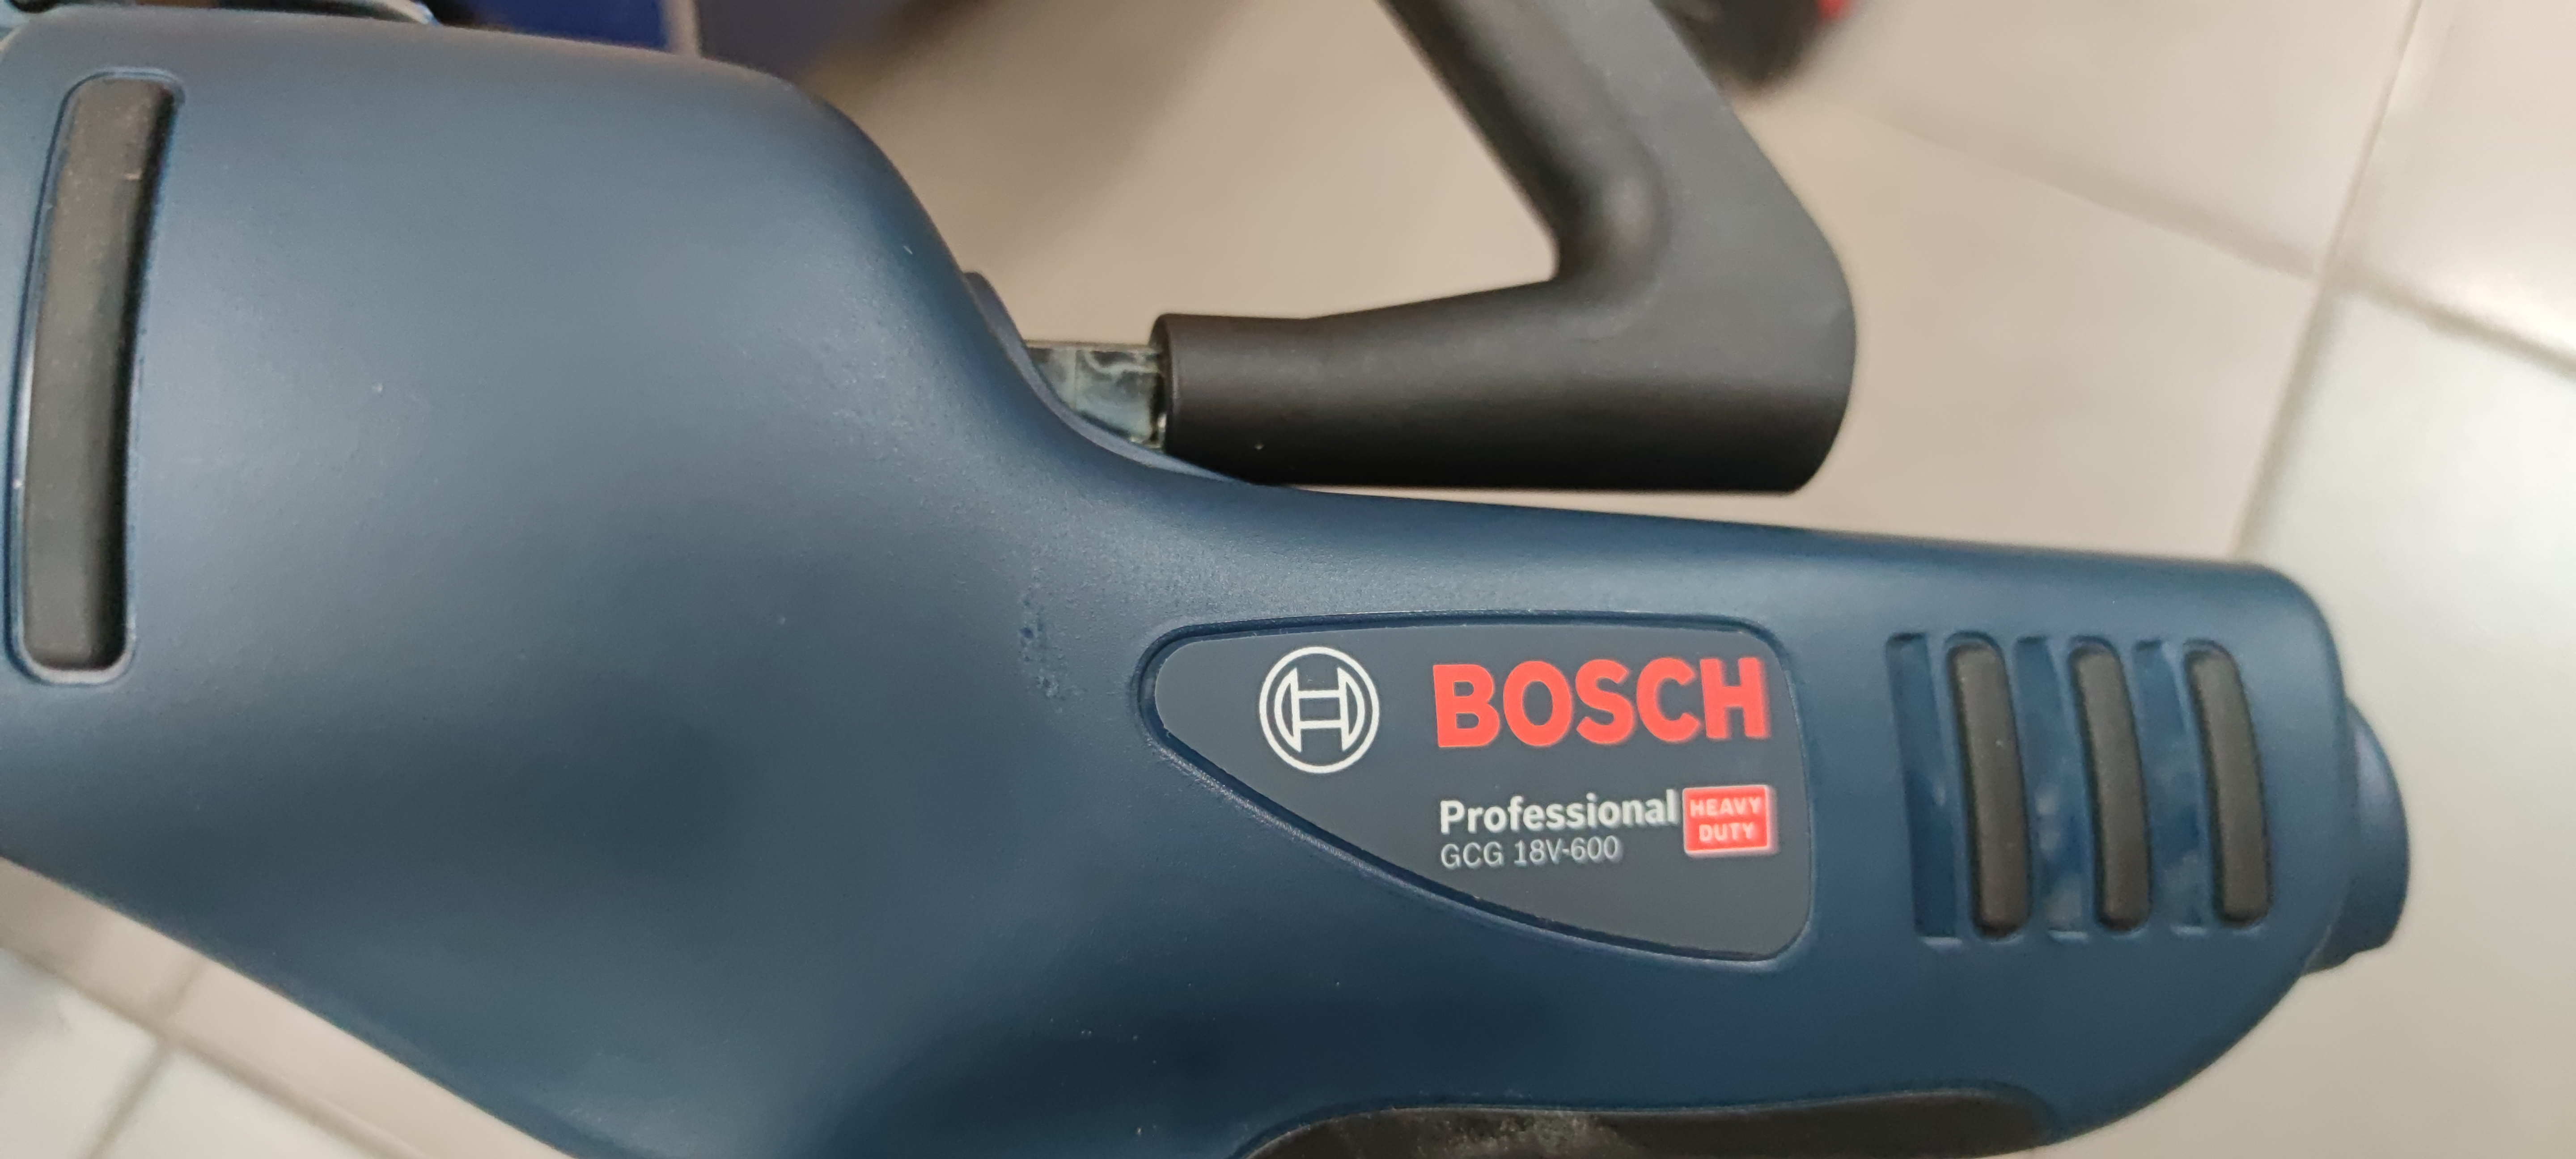 BOSCH
Professional HEAVY DUTY
GCG 18V-600